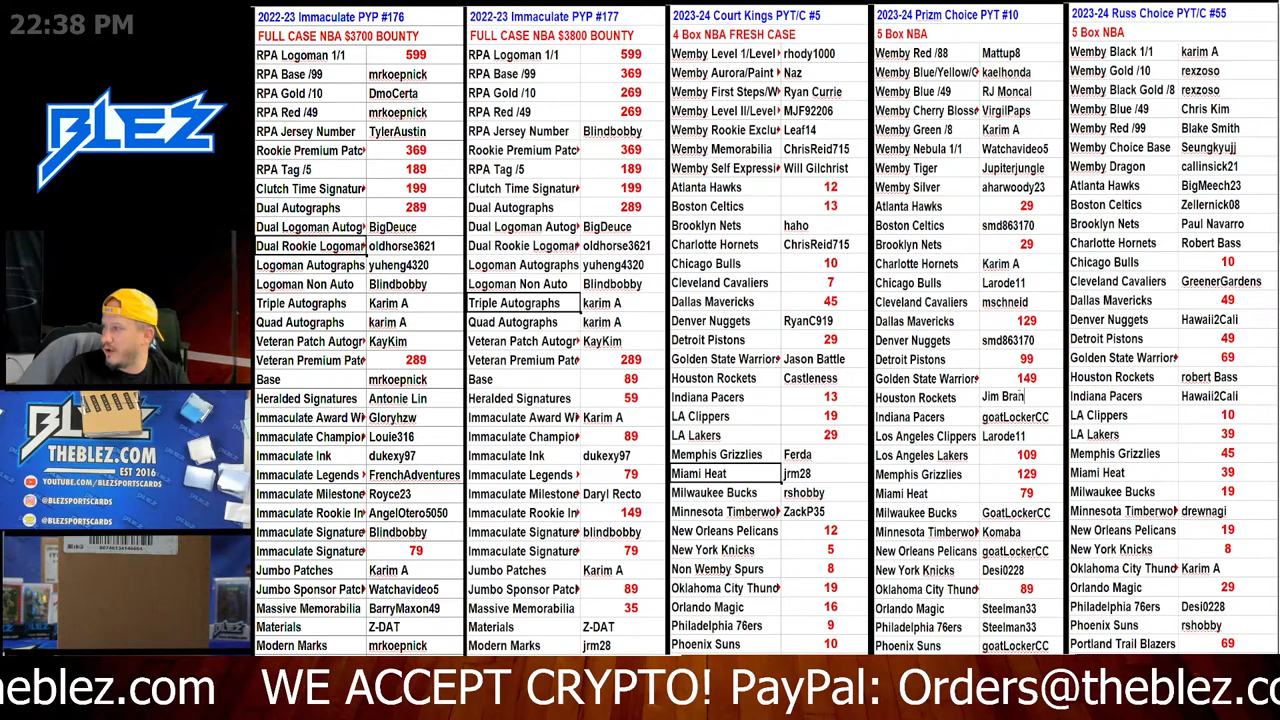 22:38 PM
BLEZ
BLEZ
THEBLEZ.COM
EST 2016
YOUTUBE.COM/BLEZSPORTSCARDS
@BLEZSPORTSCARDS
@BLEZSPORTSCARDS
2022-23 Immaculate PYP #176
FULL CASE NBA $3700 BOUNTY
RPA Logoman 1/1 599
RPA Base /99 mrkoepnick
RPA Gold /10 DmoCerta
RPA Red /49 mrkoepnick
RPA Jersey Number TylerAustin
Rookie Premium Patc 369
RPA Tag /5 189
Clutch Time Signatur 199
Dual Autographs 289
Dual Logoman Autog BigDeuce
Dual Rookie Logoma oldhorse3621
Logoman Autographs yuheng4320
Logoman Non Auto Blindbobby
Triple Autographs Karim A
Quad Autographs karim A
Veteran Patch Autogr KayKim
Veteran Premium Pat 289
Base mrkoepnick
Heralded Signatures Antonie Lin
Immaculate Award Wi Gloryhzw
Immaculate Champio Louie316
Immaculate Ink dukexy97
Immaculate Legends FrenchAdventures
Immaculate Milestone Royce23
Immaculate Rookie In AngelOtero5050
Immaculate Signature Blindbobby
Immaculate Signature 79
Jumbo Patches Karim A
Jumbo Sponsor Patc Watchavideo5
Massive Memorabilia BarryMaxon49
Materials Z-DAT
Modern Marks mrkoepnick
2022-23 Immaculate PYP #177
FULL CASE NBA $3800 BOUNTY
RPA Logoman 1/1 599
RPA Base /99 369
RPA Gold /10 269
RPA Red /49 269
RPA Jersey Number Blindbobby
Rookie Premium Patc 369
RPA Tag /5 189
Clutch Time Signatur 199
Dual Autographs 289
Dual Logoman Autog BigDeuce
Dual Rookie Logoma oldhorse3621
Logoman Autographs yuheng4320
Logoman Non Auto Blindbobby
Triple Autographs karim A
Quad Autographs karim A
Veteran Patch Autogr KayKim
Veteran Premium Pat 289
Base 89
Heralded Signatures 59
Immaculate Award Wi Karim A
Immaculate Champio 89
Immaculate Ink dukexy97
Immaculate Legends 79
Immaculate Milestone Daryl Recto
Immaculate Rookie In 149
Immaculate Signature blindbobby
Immaculate Signature 79
Jumbo Patches Karim A
Jumbo Sponsor Patc 89
Massive Memorabilia 35
Materials Z-DAT
Modern Marks jrm28
2023-24 Court Kings PYT/C #5
4 Box NBA FRESH CASE
Wemby Level 1/Level rhody1000
Wemby Aurora/Paint Naz
Wemby First Steps/W Ryan Currie
Wemby Level II/Level MJF92206
Wemby Rookie Exclu Leaf14
Wemby Memorabilia ChrisReid715
Wemby Self Expressi Will Gilchrist
Atlanta Hawks 12
Boston Celtics 13
Brooklyn Nets haho
Charlotte Hornets ChrisReid715
Chicago Bulls 10
Cleveland Cavaliers 7
Dallas Mavericks 45
Denver Nuggets RyanC919
Detroit Pistons 29
Golden State Warrior Jason Battle
Houston Rockets Castleness
Indiana Pacers 13
LA Clippers 19
LA Lakers 29
Memphis Grizzlies Ferda
Miami Heat jrm28
Milwaukee Bucks rshobby
Minnesota Timberwo ZackP35
New Orleans Pelicans 12
New York Knicks 5
Non Wemby Spurs 8
Oklahoma City Thun 19
Orlando Magic 16
Philadelphia 76ers 9
Phoenix Suns 10
2023-24 Prizm Choice PYT #10
5 Box NBA
Wemby Red /88 Mattup8
Wemby Blue/Yellow/G kaelhonda
Wemby Blue /49 RJ Moncal
Wemby Cherry Blosso VirgilPaps
Wemby Green /8 Karim A
Wemby Nebula 1/1 Watchavideo5
Wemby Tiger Jupiterjungle
Wemby Silver aharwoody23
Atlanta Hawks 29
Boston Celtics smd863170
Brooklyn Nets 29
Charlotte Hornets Karim A
Chicago Bulls Larode11
Cleveland Cavaliers mschneid
Dallas Mavericks 129
Denver Nuggets smd863170
Detroit Pistons 99
Golden State Warrior 149
Houston Rockets Jim Bran
Indiana Pacers goatLockerCC
Los Angeles Clippers Larode11
Los Angeles Lakers 109
Memphis Grizzlies 129
Miami Heat 79
Milwaukee Bucks GoatLockerCC
Minnesota Timberwo Komaba
New Orleans Pelicans goatLockerCC
New York Knicks Desi0228
Oklahoma City Thun 89
Orlando Magic Steelman33
Philadelphia 76ers Steelman33
Phoenix Suns goatLockerCC
2023-24 Russ Choice PYT/C #55
5 Box NBA
Wemby Black 1/1 karim A
Wemby Gold /10 rexzoso
Wemby Black Gold /8 rexzoso
Wemby Blue /49 Chris Kim
Wemby Red /99 Blake Smith
Wemby Choice Base Seungkyujj
Wemby Dragon callinsick21
Atlanta Hawks BigMeech23
Boston Celtics Zellernick08
Brooklyn Nets Paul Navarro
Charlotte Hornets Robert Bass
Chicago Bulls 10
Cleveland Cavaliers GreenerGardens
Dallas Mavericks 49
Denver Nuggets Hawaii2Cali
Detroit Pistons 49
Golden State Warrior 69
Houston Rockets robert Bass
Indiana Pacers Hawaii2Cali
LA Clippers 10
LA Lakers 39
Memphis Grizzlies 45
Miami Heat 39
Milwaukee Bucks 19
Minnesota Timberwo drewnagi
New Orleans Pelicans 19
New York Knicks 8
Oklahoma City Thun Karim A
Orlando Magic 29
Philadelphia 76ers Desi0228
Phoenix Suns rshobby
Portland Trail Blazers 69
heblez.com WE ACCEPT CRYPTO! PayPal: Orders@theblez.co